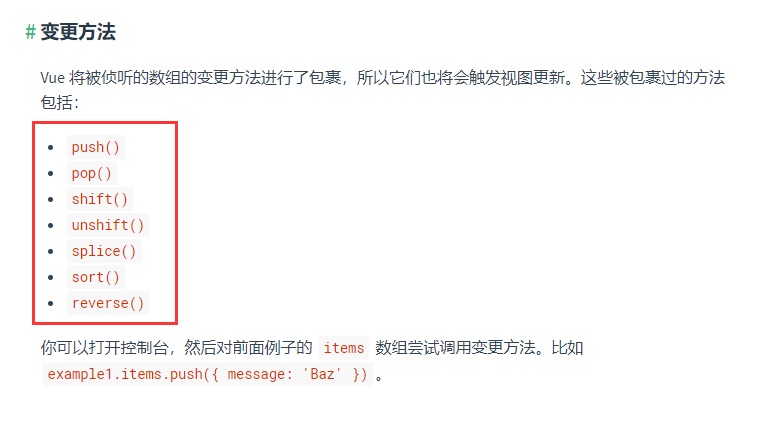 # 变更方法
Vue 将被侦听的数组的变更方法进行了包裹，所以它们也将会触发视图更新。这些被包裹过的方法
包括：
push()
pop()
shift()
unshift()
splice()
sort()
reverse()
你可以打开控制台，然后对前面例子的 items 数组尝试调用变更方法。比如
example1.items.push({ message: 'Baz' }) 。